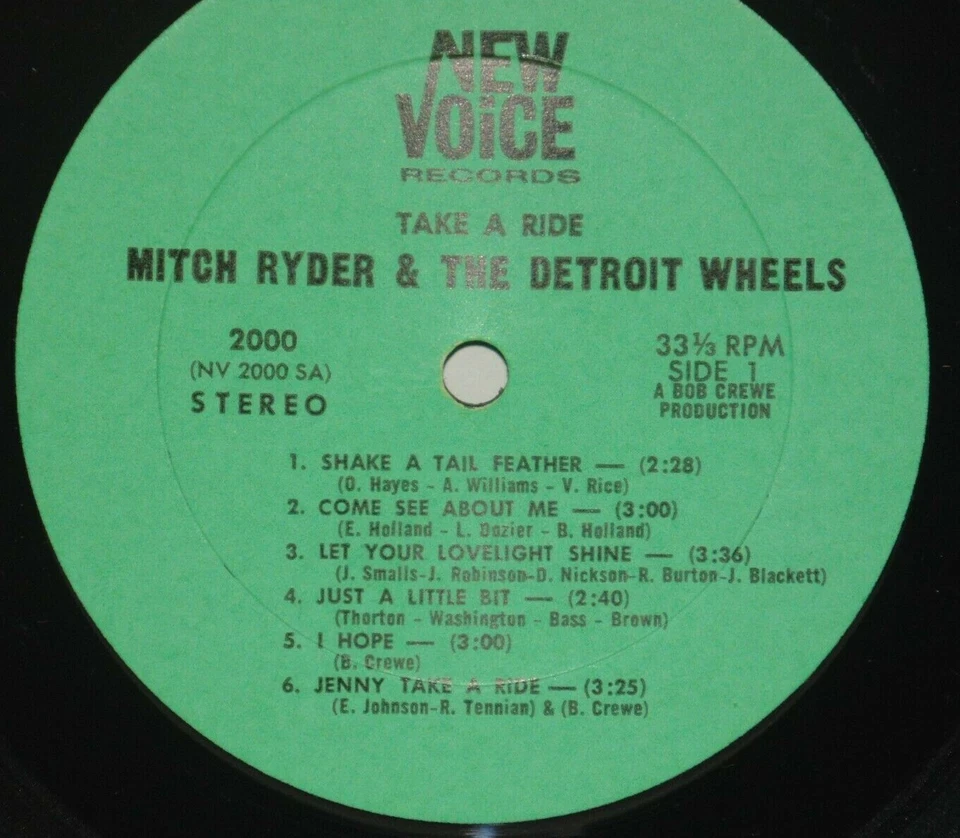 NEW
VOiCE
RECORDS
TAKE A RIDE
MITCH RYDER & THE DETROIT WHEELS
2000
(NV 2000 SA)
STEREO
33⅓ RPM
SIDE 1
A BOB CREWE
PRODUCTION
1. SHAKE A TAIL FEATHER — (2:28)
(O. Hayes - A. Williams - V. Rice)
2. COME SEE ABOUT ME — (3:00)
(E. Holland - L. Dozier - B. Holland)
3. LET YOUR LOVELIGHT SHINE — (3:36)
(J. Smalls-J. Robinson-D. Nickson-R. Burton-J. Blackett)
4. JUST A LITTLE BIT — (2:40)
(Thorton - Washington - Bass - Brown)
5. I HOPE — (3:00)
(B. Crewe)
6. JENNY TAKE A RIDE — (3:25)
(E. Johnson-R. Tennian) & (B. Crewe)